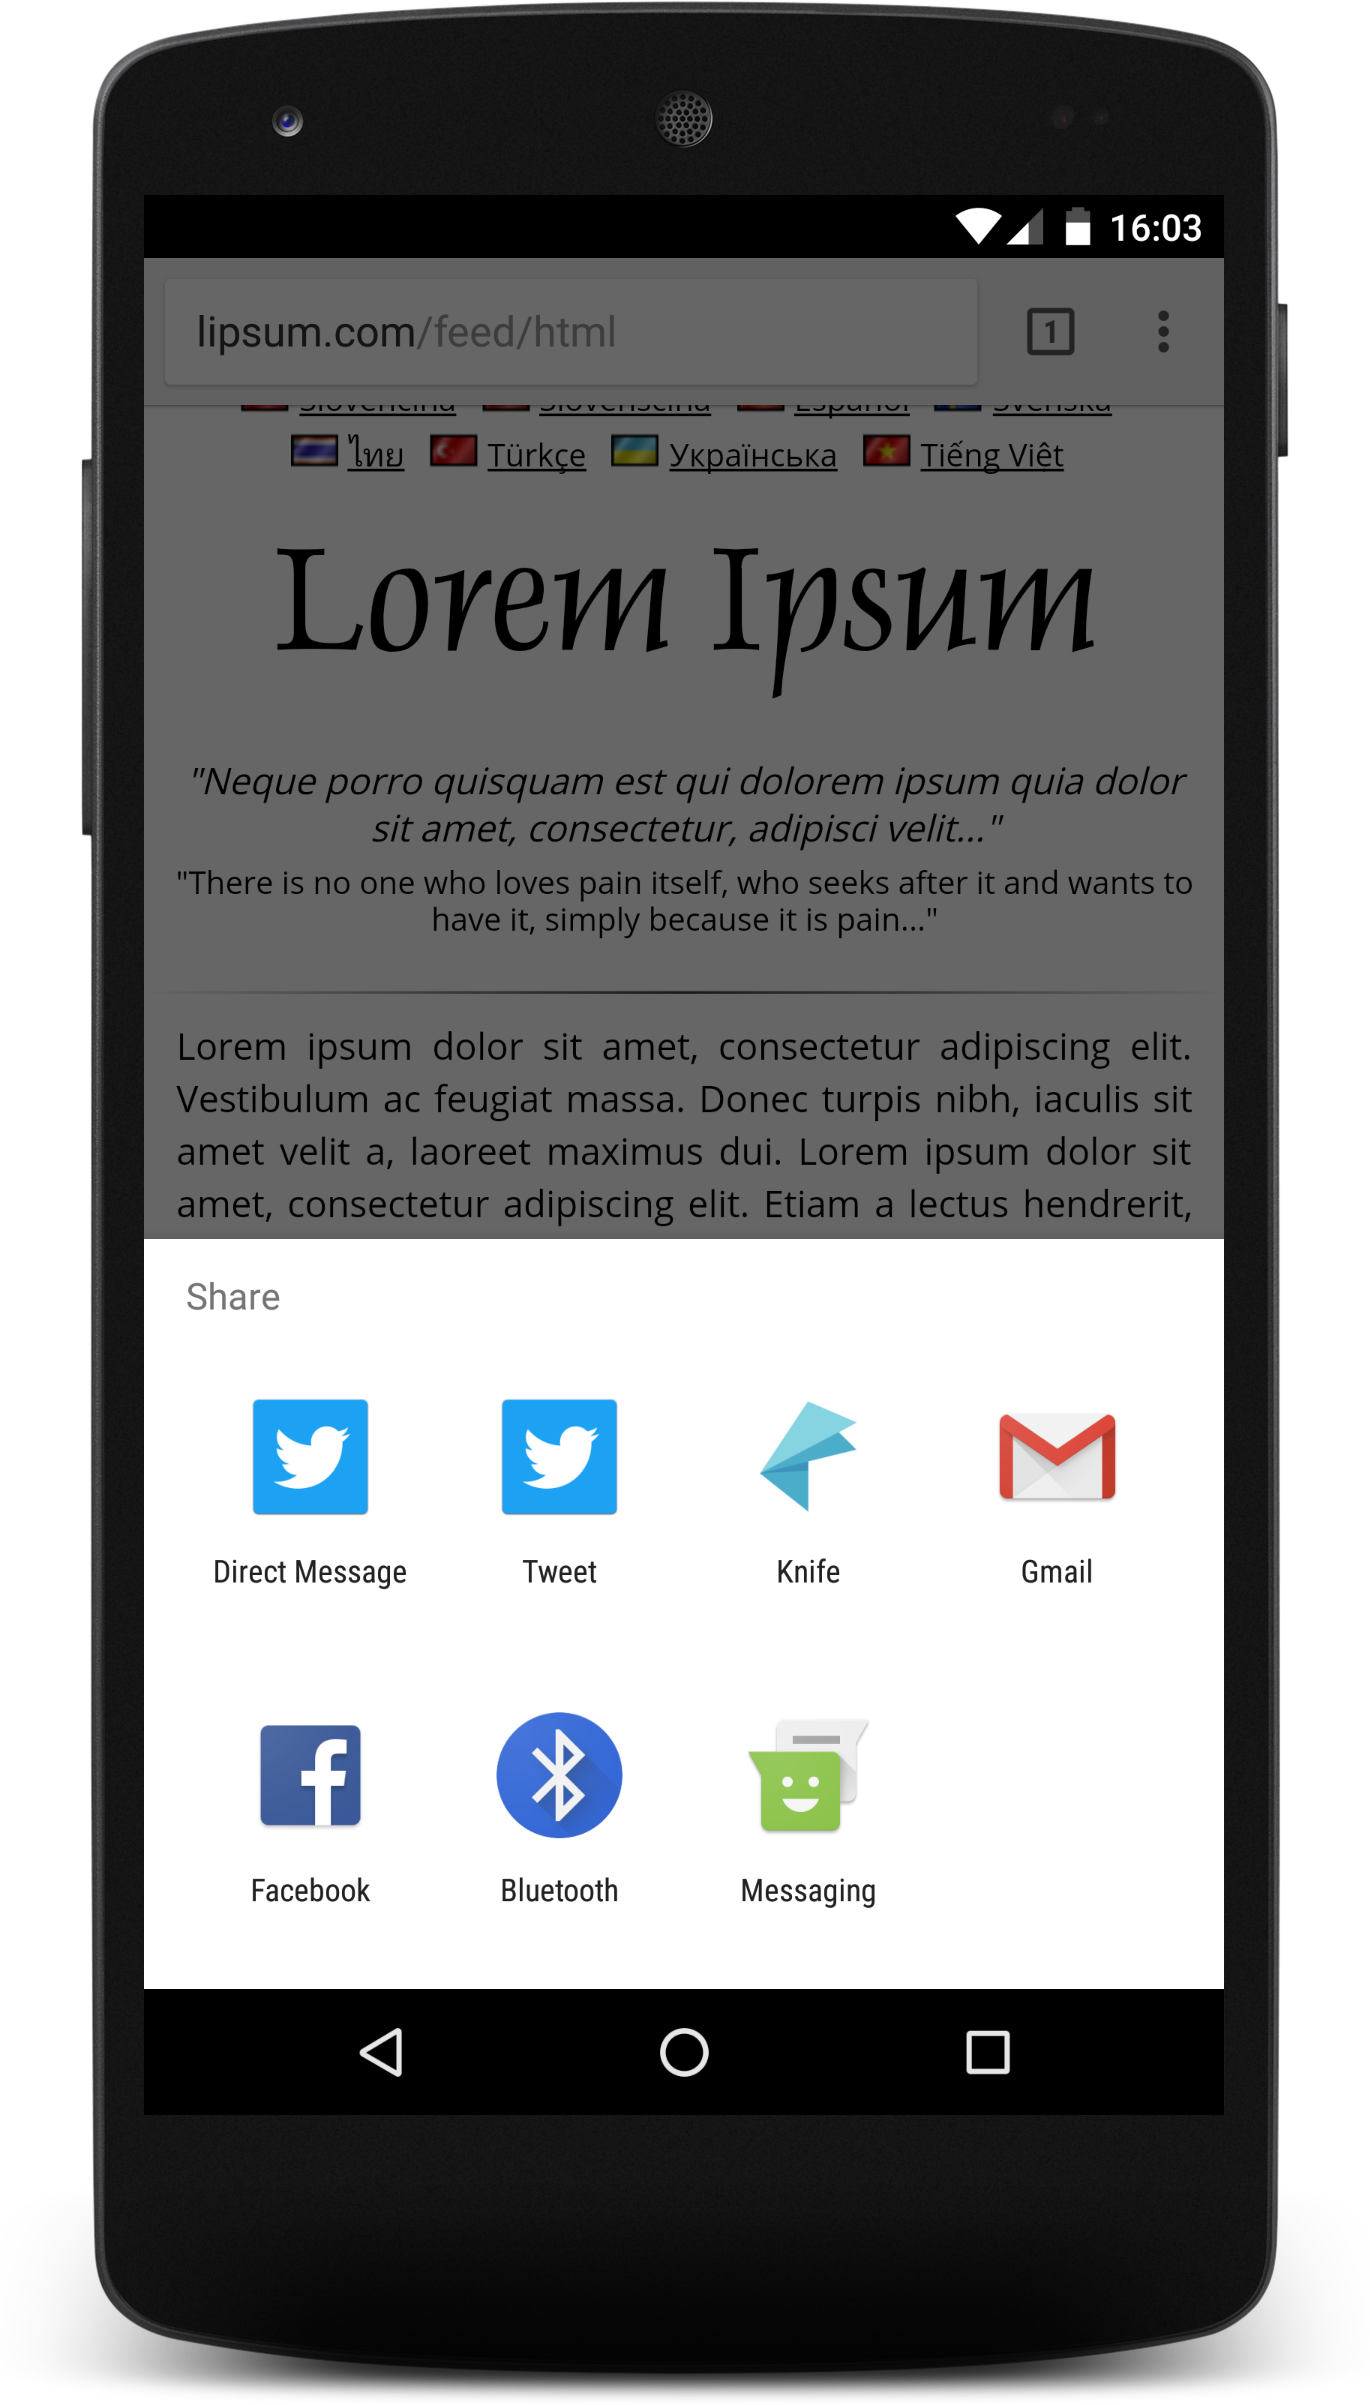 16:03
lipsum.com/feed/html
1
Slovenčina Slovenščina Español Svenska
ไทย Türkçe Українська Tiếng Việt
Lorem Ipsum
"Neque porro quisquam est qui dolorem ipsum quia dolor
sit amet, consectetur, adipisci velit..."
"There is no one who loves pain itself, who seeks after it and wants to
have it, simply because it is pain..."
Lorem ipsum dolor sit amet, consectetur adipiscing elit.
Vestibulum ac feugiat massa. Donec turpis nibh, iaculis sit
amet velit a, laoreet maximus dui. Lorem ipsum dolor sit
amet, consectetur adipiscing elit. Etiam a lectus hendrerit,
Share
Direct Message Tweet Knife Gmail
Facebook Bluetooth Messaging